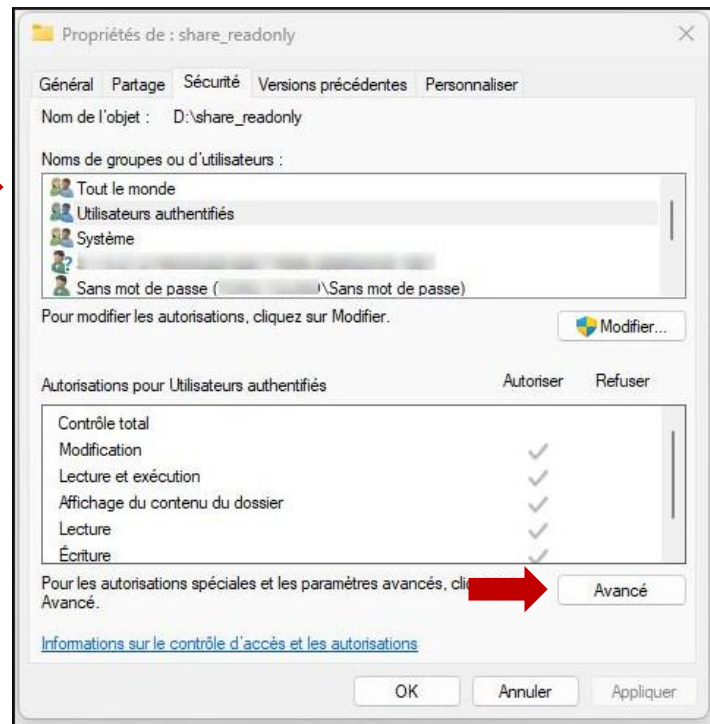 Propriétés de : share_readonly
Général Partage Sécurité Versions précédentes Personnaliser
Nom de l'objet : D:\share_readonly
Noms de groupes ou d'utilisateurs :
Tout le monde
Utilisateurs authentifiés
Système
Sans mot de passe ( \Sans mot de passe)
Pour modifier les autorisations, cliquez sur Modifier.
Modifier...
Autorisations pour Utilisateurs authentifiés Autoriser Refuser
Contrôle total
Modification
Lecture et exécution
Affichage du contenu du dossier
Lecture
Écriture
Pour les autorisations spéciales et les paramètres avancés, cli
Avancé.
Avancé
Informations sur le contrôle d'accès et les autorisations
OK Annuler Appliquer